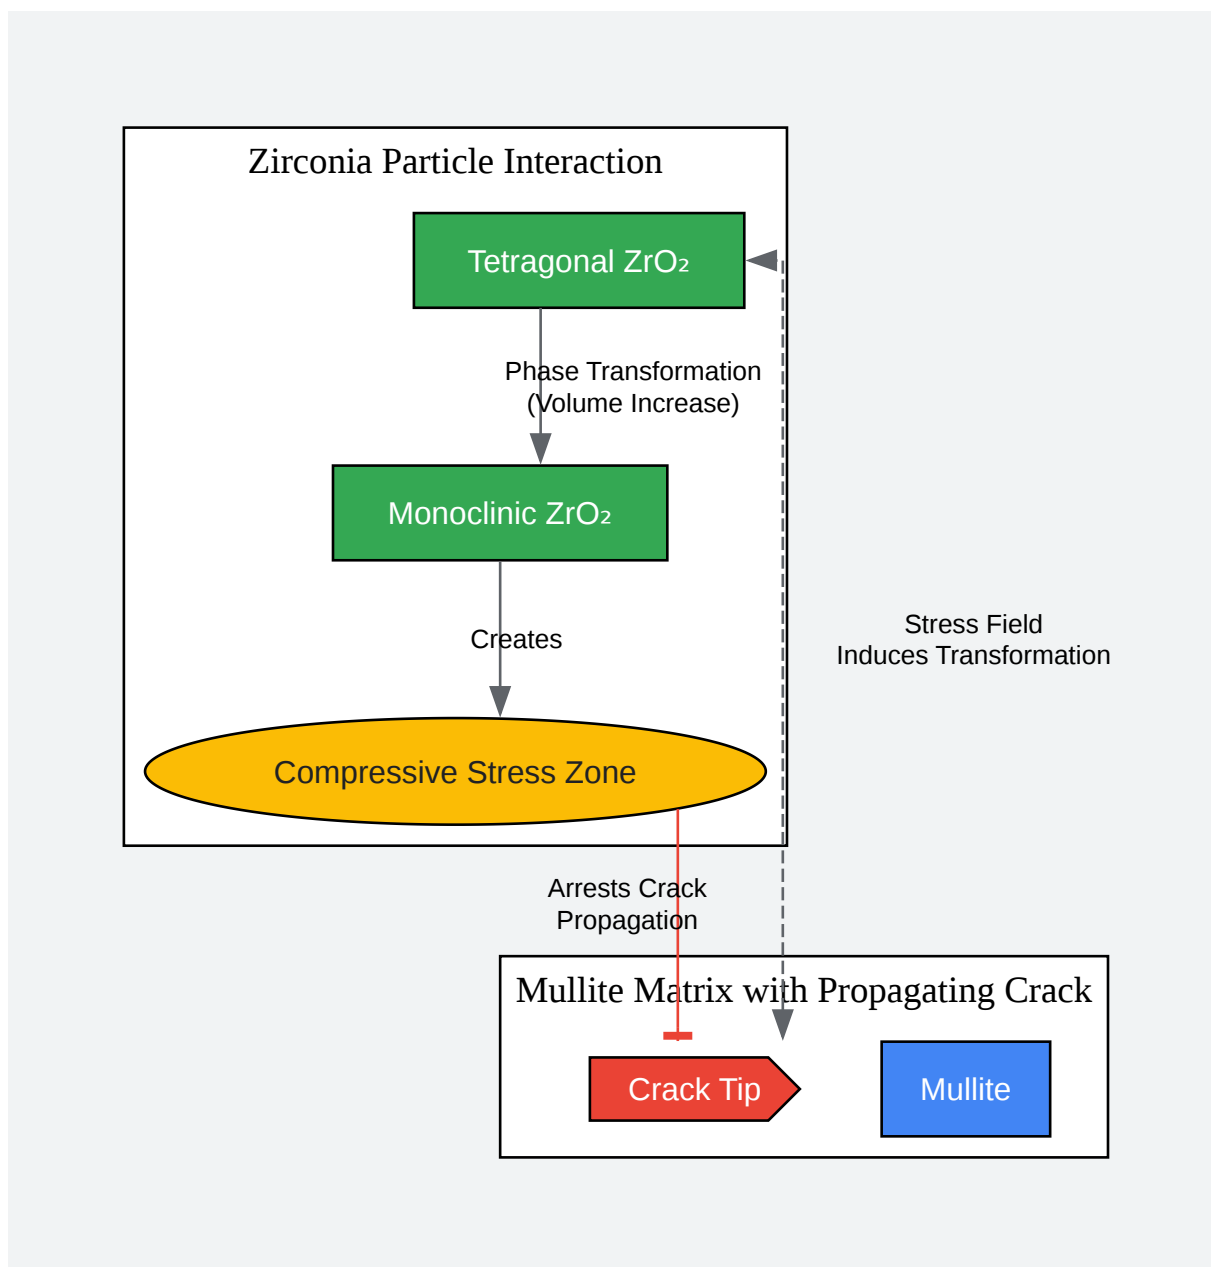 Zirconia Particle Interaction
Tetragonal ZrO₂
Phase Transformation
(Volume Increase)
Monoclinic ZrO₂
Creates
Stress Field
Induces Transformation
Compressive Stress Zone
Arrests Crack
Propagation
Mullite Matrix with Propagating Crack
Crack Tip
Mullite